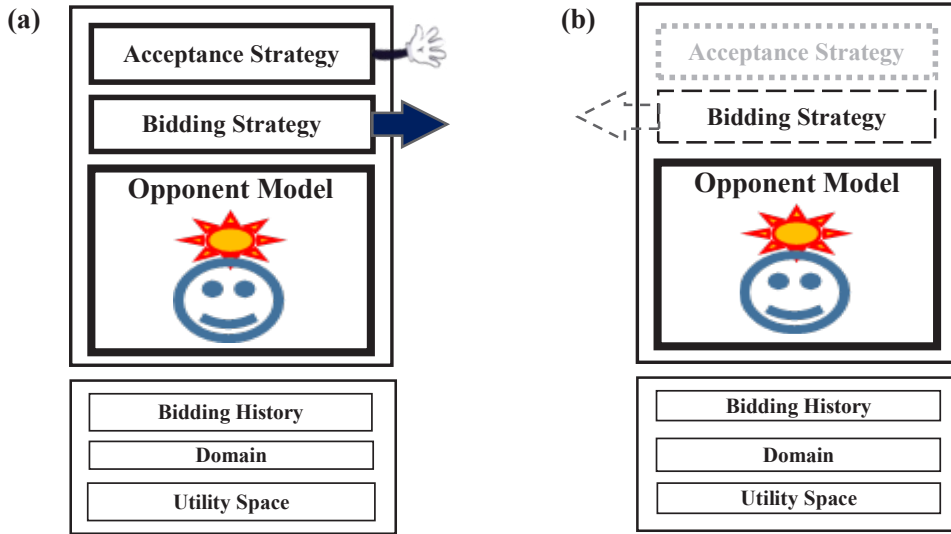 (a)
Acceptance Strategy
Bidding Strategy
Opponent Model
Bidding History
Domain
Utility Space
(b)
Acceptance Strategy
Bidding Strategy
Opponent Model
Bidding History
Domain
Utility Space